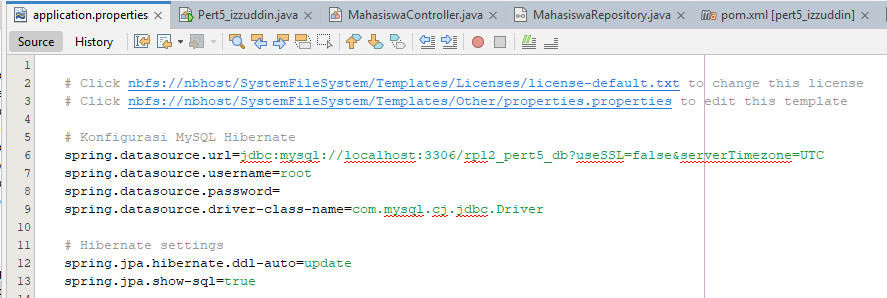 application.properties
Pert5_izzuddin.java
MahasiswaController.java
MahasiswaRepository.java
pom.xml [pert5_izzuddin]
Source
History
1
2 # Click nbfs://nbhost/SystemFileSystem/Templates/Licenses/license-default.txt to change this license
3 # Click nbfs://nbhost/SystemFileSystem/Templates/Other/properties.properties to edit this template
4
5 # Konfigurasi MySQL Hibernate
6 spring.datasource.url=jdbc:mysql://localhost:3306/rpl2_pert5_db?useSSL=false&serverTimezone=UTC
7 spring.datasource.username=root
8 spring.datasource.password=
9 spring.datasource.driver-class-name=com.mysql.cj.jdbc.Driver
10
11 # Hibernate settings
12 spring.jpa.hibernate.ddl-auto=update
13 spring.jpa.show-sql=true